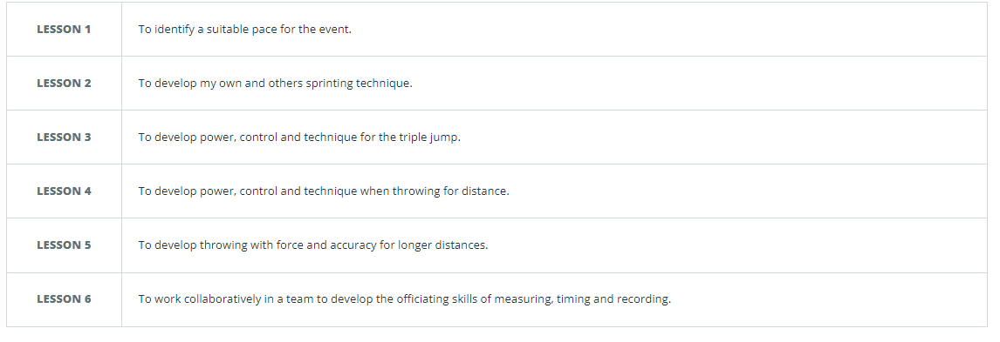 LESSON 1 To identify a suitable pace for the event.
LESSON 2 To develop my own and others sprinting technique.
LESSON 3 To develop power, control and technique for the triple jump.
LESSON 4 To develop power, control and technique when throwing for distance.
LESSON 5 To develop throwing with force and accuracy for longer distances.
LESSON 6 To work collaboratively in a team to develop the officiating skills of measuring, timing and recording.